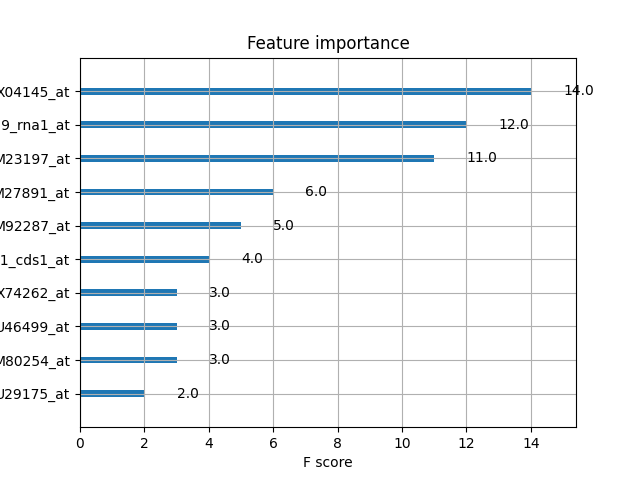 Feature importance
X04145_at 14.0
9_rna1_at 12.0
M23197_at 11.0
M27891_at 6.0
M92287_at 5.0
1_cds1_at 4.0
X74262_at 3.0
U46499_at 3.0
M80254_at 3.0
U29175_at 2.0
0 2 4 6 8 10 12 14
F score